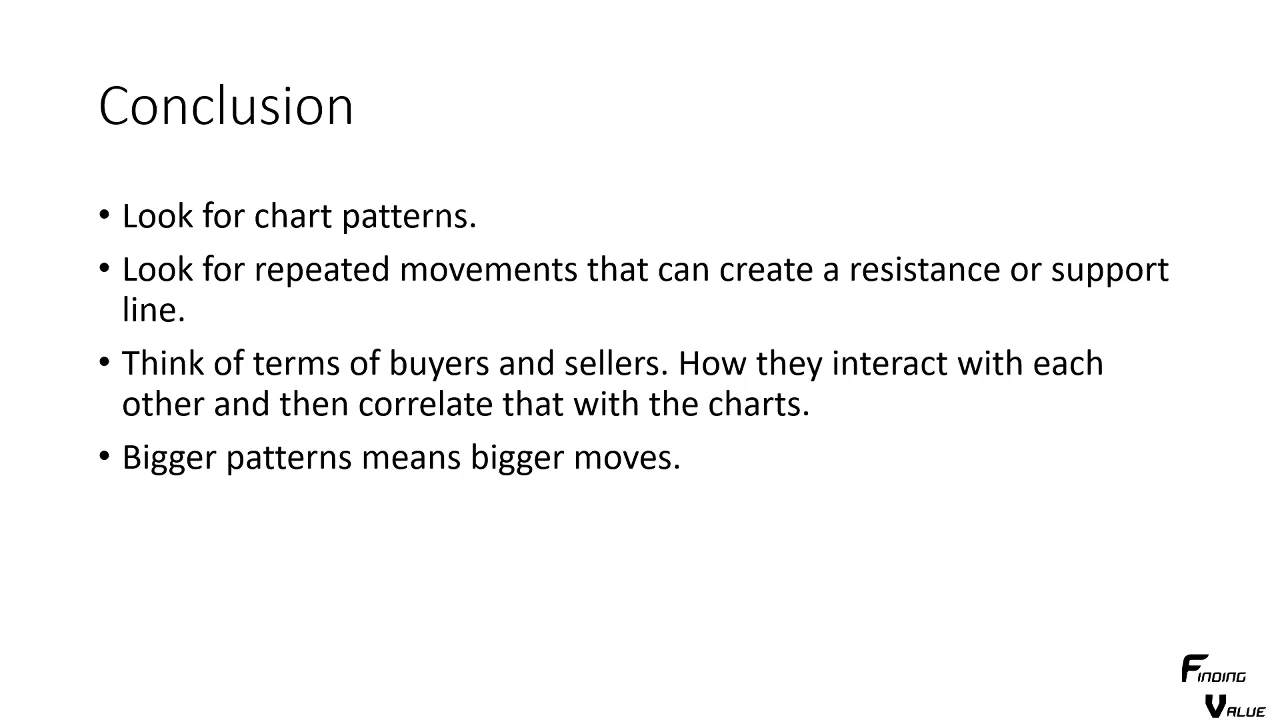 Conclusion
• Look for chart patterns.
• Look for repeated movements that can create a resistance or support
line.
• Think of terms of buyers and sellers. How they interact with each
other and then correlate that with the charts.
• Bigger patterns means bigger moves.
Finding
Value